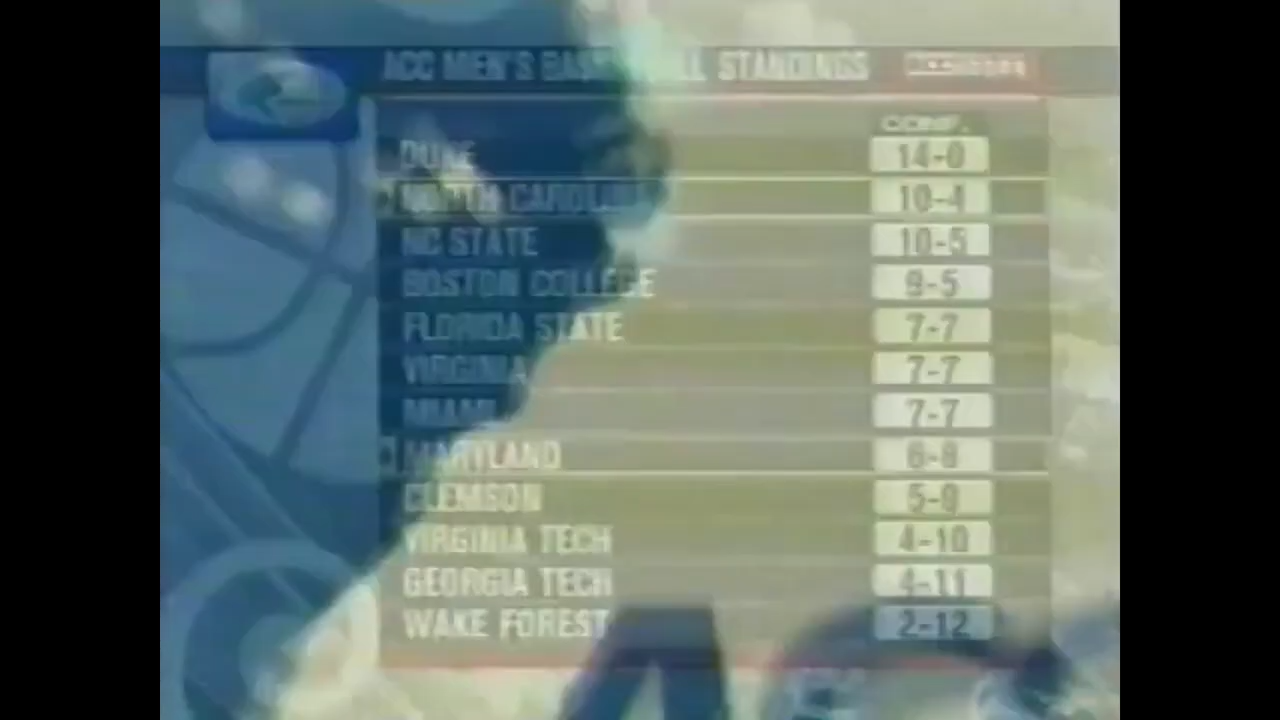 ACC MEN'S BASKETBALL STANDINGS
CONF.
DUKE 14-0
NORTH CAROLINA 10-4
NC STATE 10-5
BOSTON COLLEGE 9-5
FLORIDA STATE 7-7
VIRGINIA 7-7
MIAMI 7-7
MARYLAND 6-8
CLEMSON 5-9
VIRGINIA TECH 4-10
GEORGIA TECH 4-11
WAKE FOREST 2-12